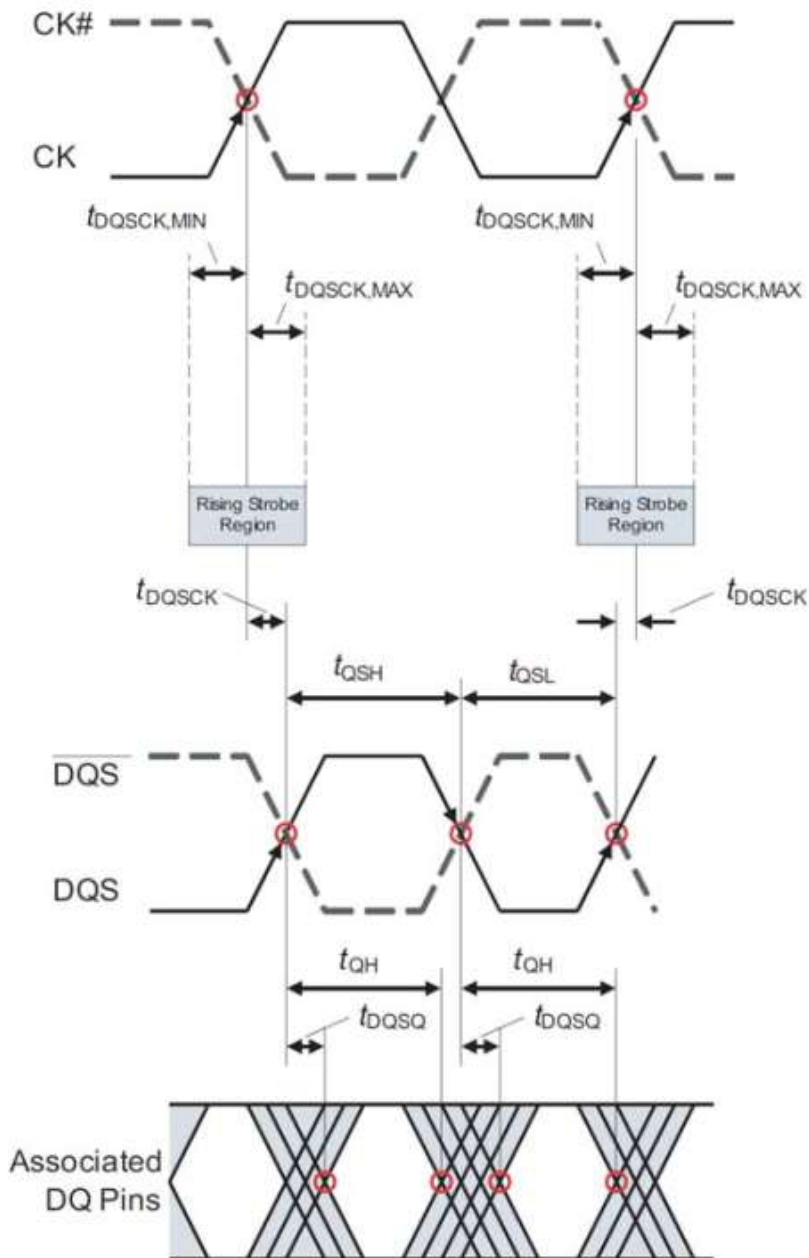 CK#
CK
tDQSCK,MIN
tDQSCK,MIN
tDQSCK,MAX
tDQSCK,MAX
Rising Strobe
Region
Rising Strobe
Region
tDQSCK
tDQSCK
tQSH
tQSL
D̅Q̅S̅
DQS
tQH
tQH
tDQSQ
tDQSQ
Associated
DQ Pins